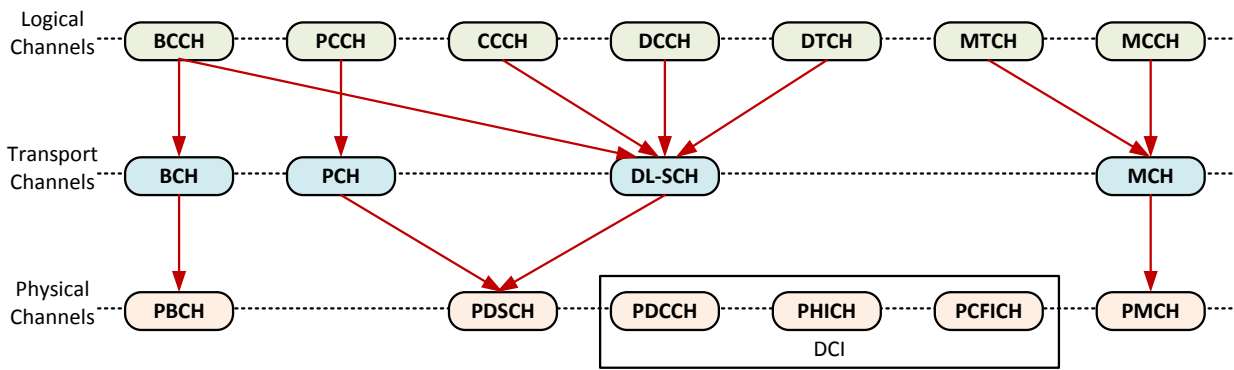 Logical
Channels
BCCH PCCH CCCH DCCH DTCH MTCH MCCH
Transport
Channels
BCH PCH DL-SCH MCH
Physical
Channels
PBCH PDSCH PDCCH PHICH PCFICH PMCH
DCI